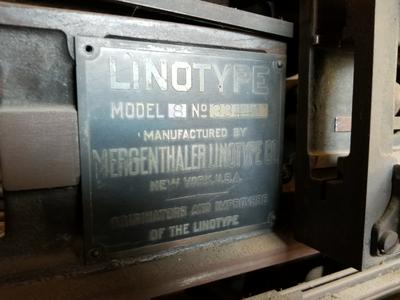 LINOTYPE
MODEL 8 No
MANUFACTURED BY
MERGENTHALER LINOTYPE CO.
NEW YORK, U.S.A.
ORIGINATORS AND IMPROVERS
OF THE LINOTYPE